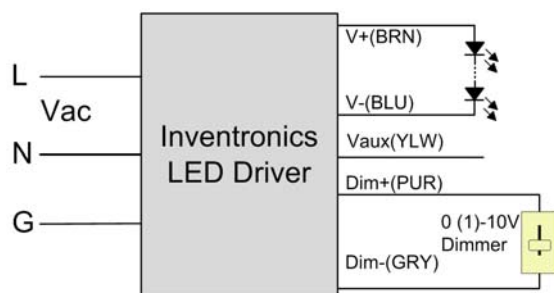 L
Vac
N
G
Inventronics
LED Driver
V+(BRN)
V-(BLU)
Vaux(YLW)
Dim+(PUR)
0 (1)-10V
Dimmer
Dim-(GRY)